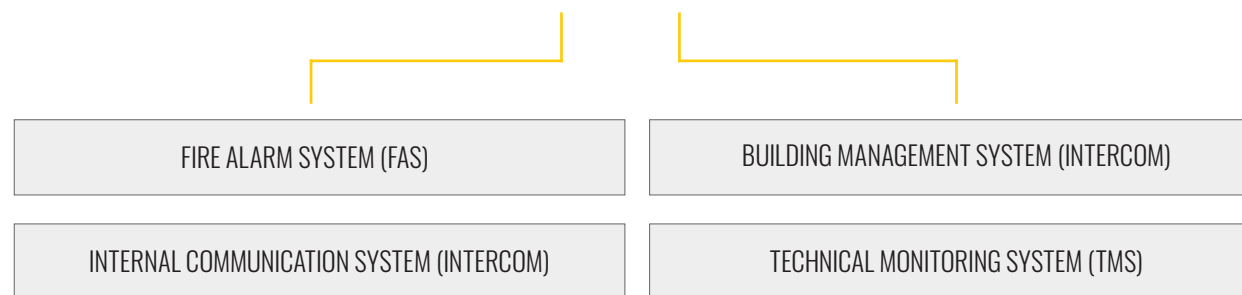 FIRE ALARM SYSTEM (FAS)
BUILDING MANAGEMENT SYSTEM (INTERCOM)
INTERNAL COMMUNICATION SYSTEM (INTERCOM)
TECHNICAL MONITORING SYSTEM (TMS)